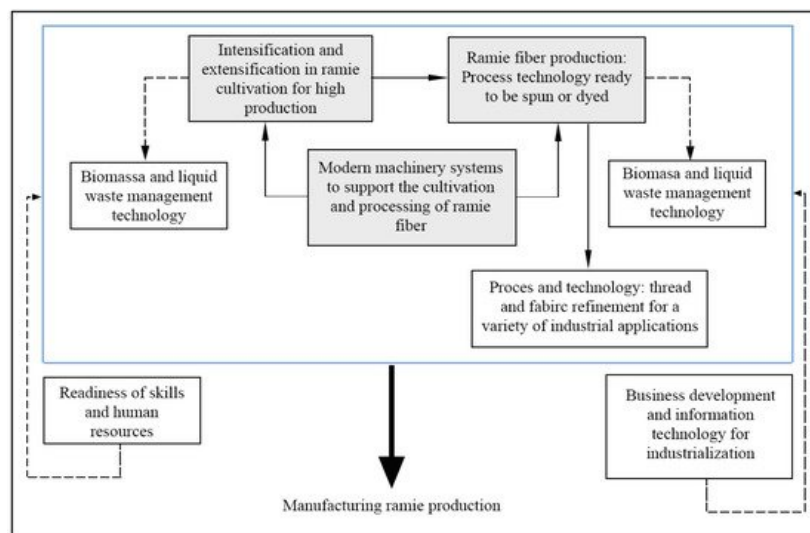 Intensification and
extensification in ramie
cultivation for high
production
Ramie fiber production:
Process technology ready
to be spun or dyed
Biomassa and liquid
waste management
technology
Modern machinery systems
to support the cultivation
and processing of ramie
fiber
Biomasa and liquid
waste management
technology
Proces and technology: thread
and fabirc refinement for a
variety of industrial applications
Readiness of skills
and human
resources
Business development
and information
technology for
industrialization
Manufacturing ramie production